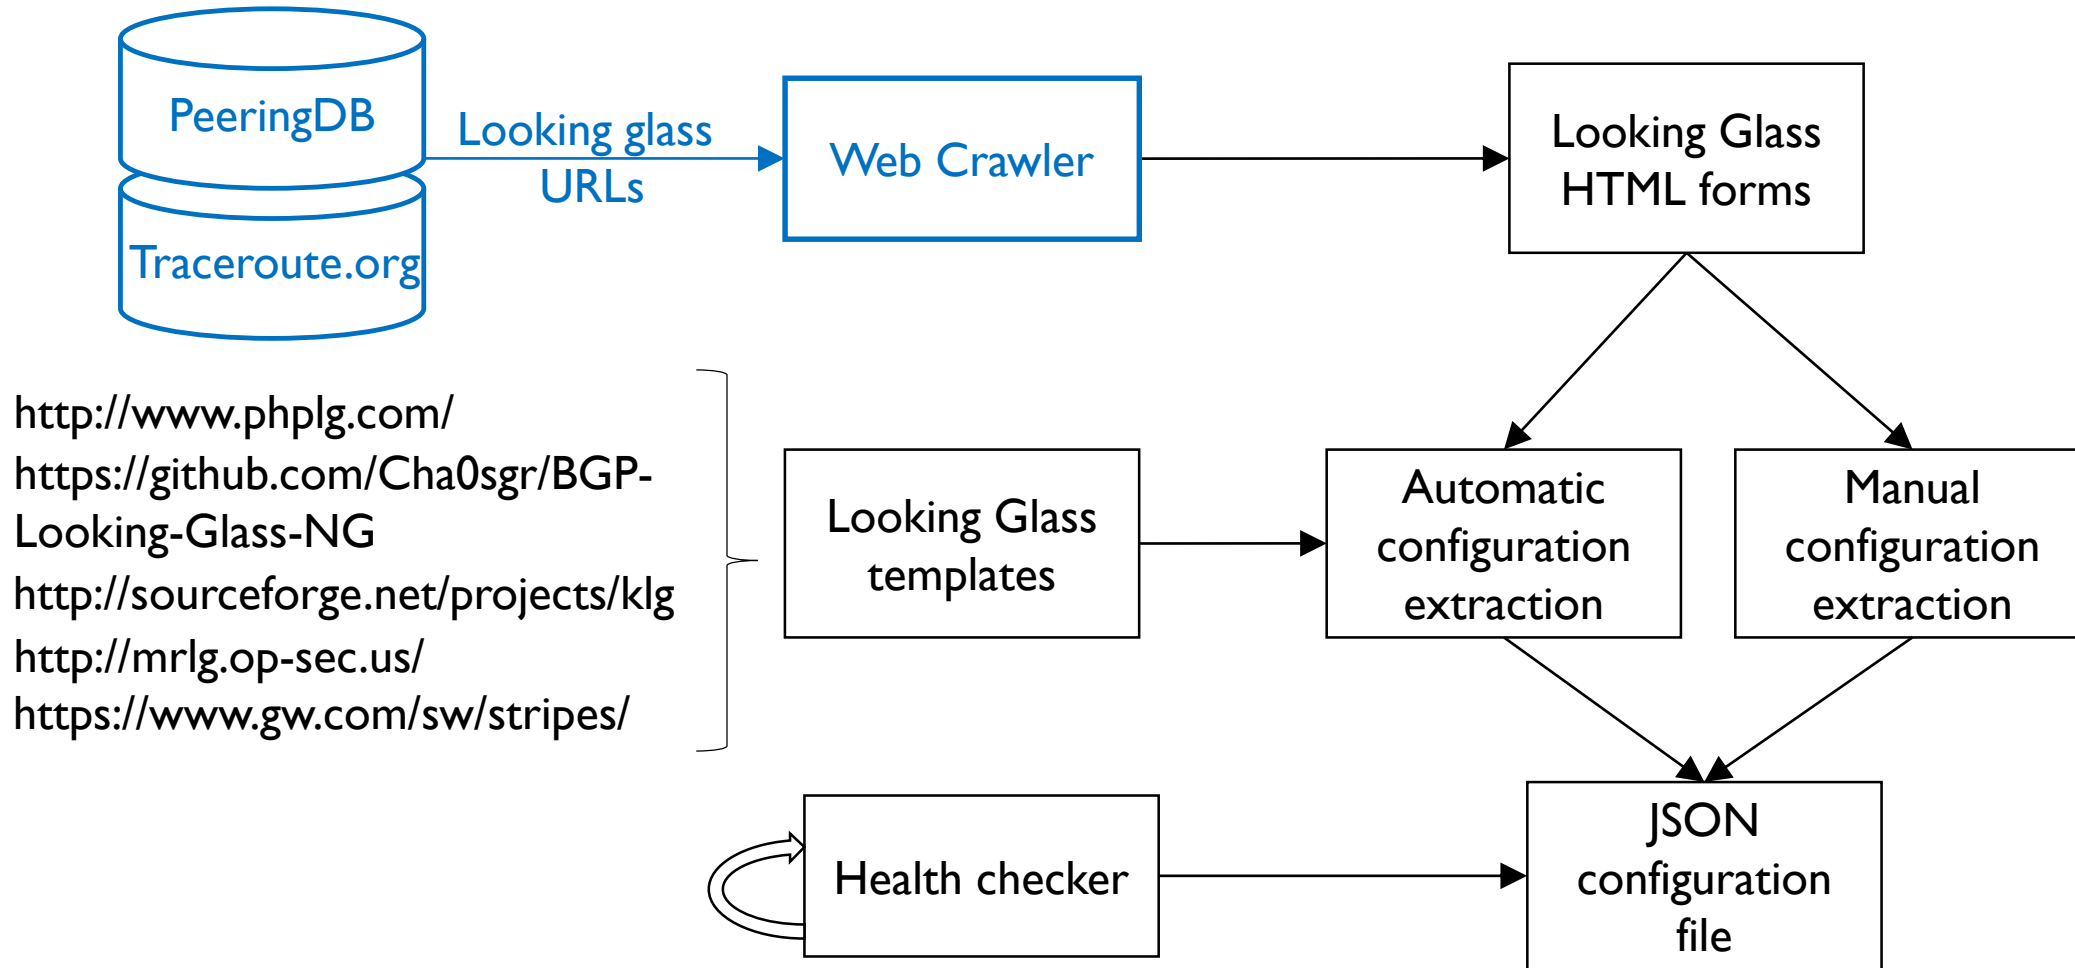 PeeringDB
Traceroute.org
Looking glass
URLs
Web Crawler
Looking Glass
HTML forms
http://www.phplg.com/
https://github.com/Cha0sgr/BGP-
Looking-Glass-NG
http://sourceforge.net/projects/klg
http://mrlg.op-sec.us/
https://www.gw.com/sw/stripes/
Looking Glass
templates
Automatic
configuration
extraction
Manual
configuration
extraction
Health checker
JSON
configuration
file